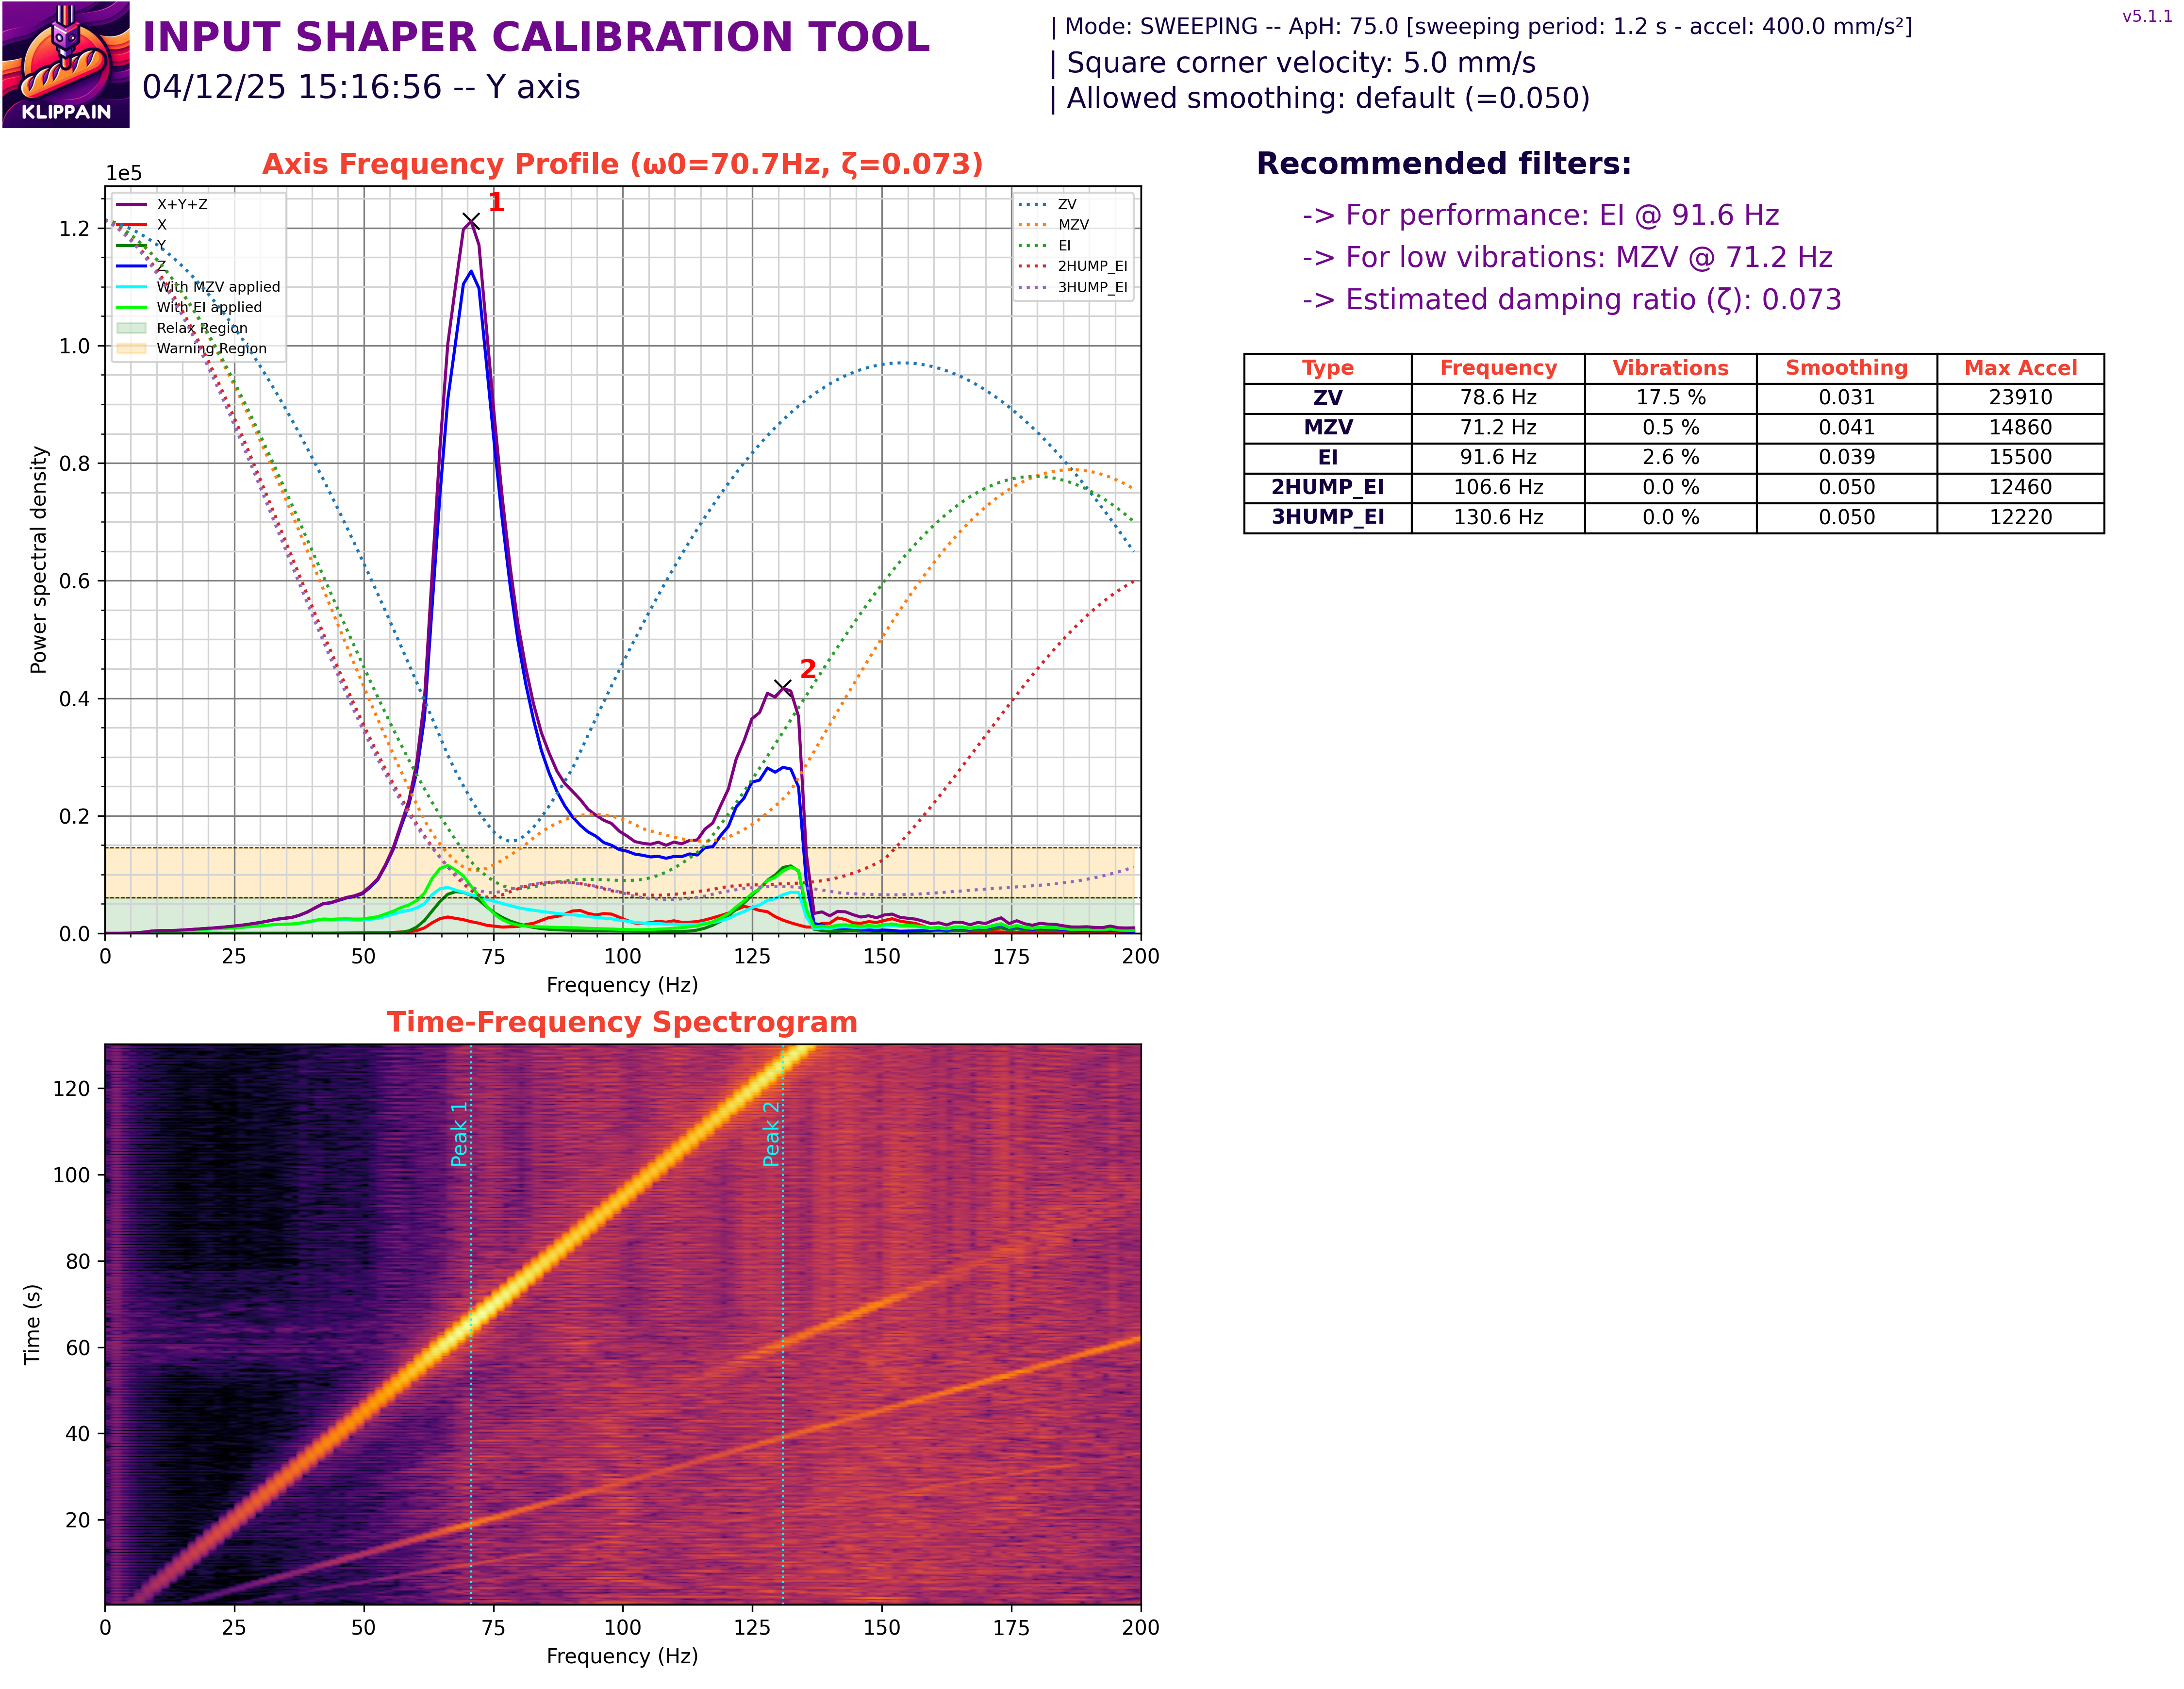 KLIPPAIN
INPUT SHAPER CALIBRATION TOOL
04/12/25 15:16:56 -- Y axis
| Mode: SWEEPING -- ApH: 75.0 [sweeping period: 1.2 s - accel: 400.0 mm/s²]
| Square corner velocity: 5.0 mm/s
| Allowed smoothing: default (=0.050)
v5.1.1
Axis Frequency Profile (ω0=70.7Hz, ζ=0.073)
1e5
X+Y+Z
X
Y
Z
With MZV applied
With EI applied
Relax Region
Warning Region
ZV
MZV
EI
2HUMP_EI
3HUMP_EI
1
2
Power spectral density
1.2
1.0
0.8
0.6
0.4
0.2
0.0
0 25 50 75 100 125 150 175 200
Frequency (Hz)
Recommended filters:
-> For performance: EI @ 91.6 Hz
-> For low vibrations: MZV @ 71.2 Hz
-> Estimated damping ratio (ζ): 0.073
Type Frequency Vibrations Smoothing Max Accel
ZV 78.6 Hz 17.5 % 0.031 23910
MZV 71.2 Hz 0.5 % 0.041 14860
EI 91.6 Hz 2.6 % 0.039 15500
2HUMP_EI 106.6 Hz 0.0 % 0.050 12460
3HUMP_EI 130.6 Hz 0.0 % 0.050 12220
Time-Frequency Spectrogram
Time (s)
120
100
80
60
40
20
Peak 1
Peak 2
0 25 50 75 100 125 150 175 200
Frequency (Hz)